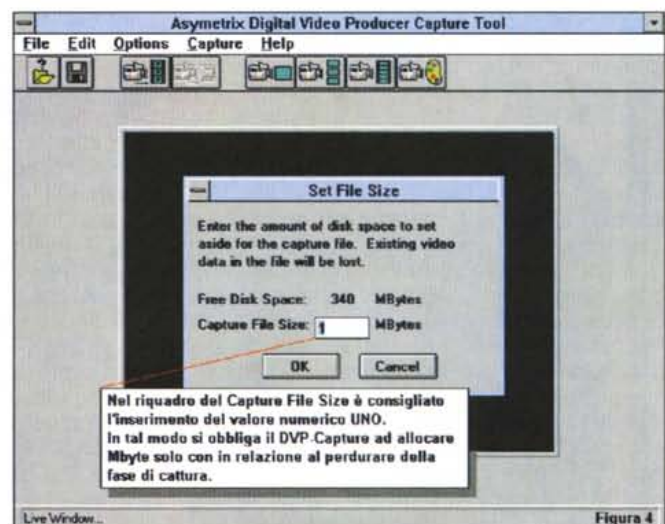 Asymetrix Digital Video Producer Capture Tool
File Edit Options Capture Help
Set File Size
Enter the amount of disk space to set
aside for the capture file. Existing video
data in the file will be lost.
Free Disk Space: 340 MBytes
Capture File Size: 1 MBytes
OK Cancel
Nel riquadro del Capture File Size è consigliato
l'inserimento del valore numerico UNO.
In tal modo si obbliga il DVP-Capture ad allocare
Mbyte solo con in relazione al perdurare della
fase di cattura.
Live Window... Figura 4